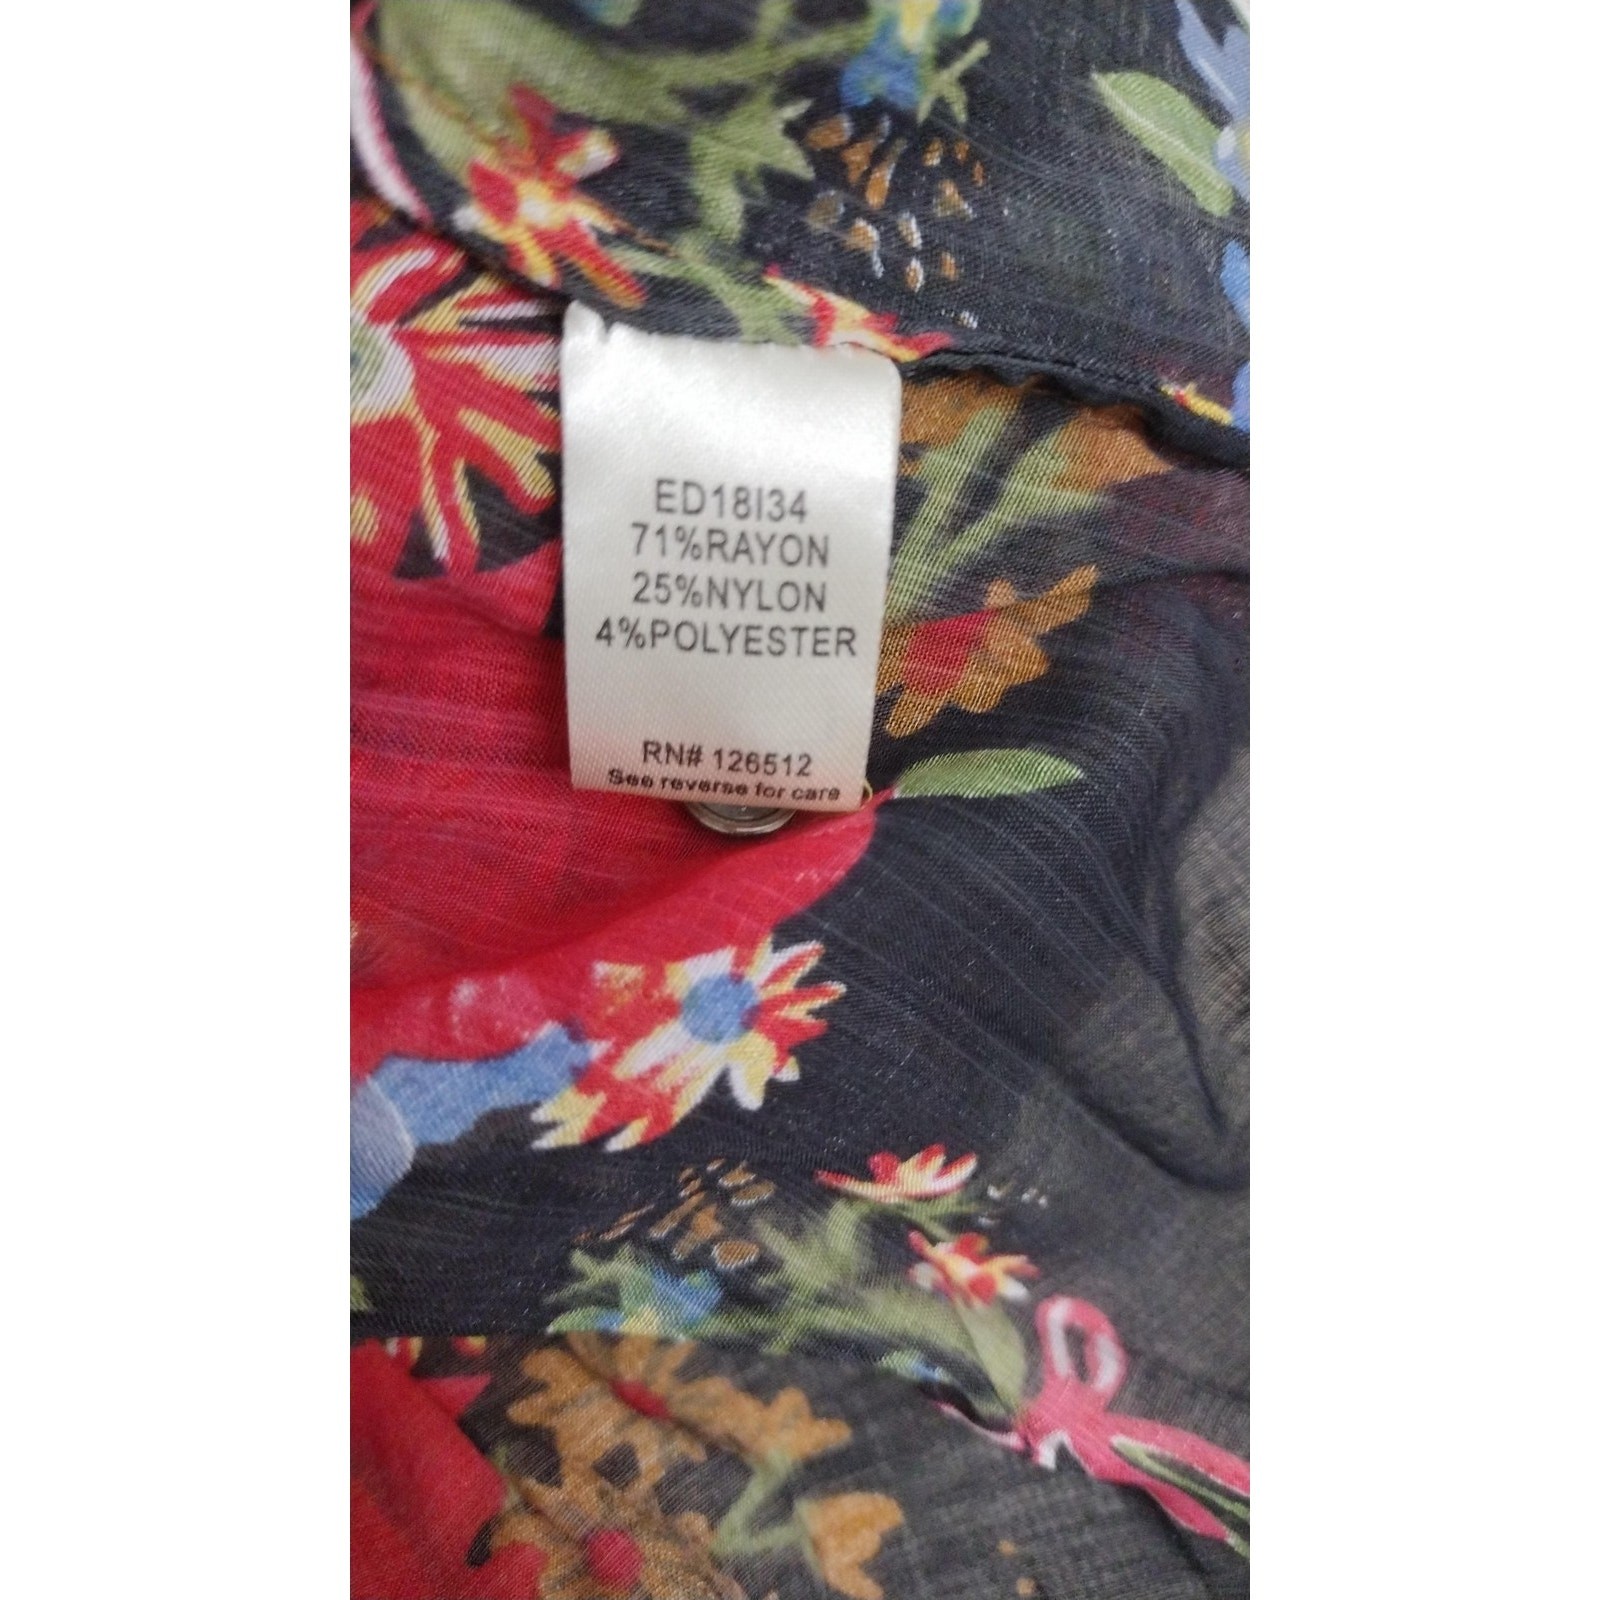 ED18I34
71%RAYON
25%NYLON
4%POLYESTER
RN# 126512
See reverse for care